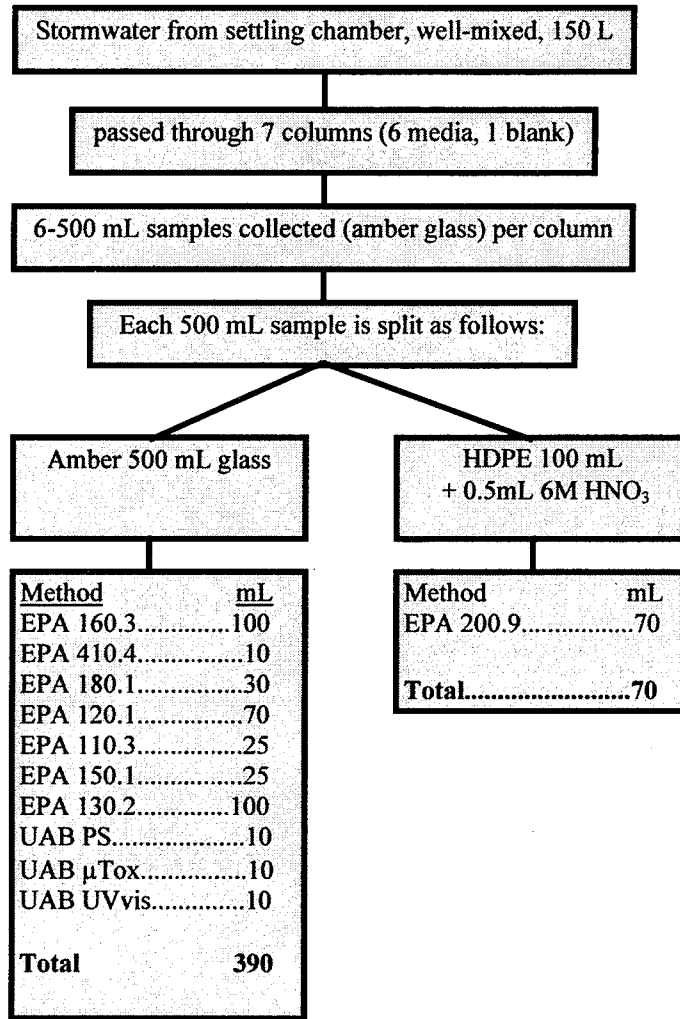 Stormwater from settling chamber, well-mixed, 150 L
passed through 7 columns (6 media, 1 blank)
6-500 mL samples collected (amber glass) per column
Each 500 mL sample is split as follows:
Amber 500 mL glass
HDPE 100 mL
+ 0.5mL 6M HNO₃
Method mL
EPA 160.3..............100
EPA 410.4................10
EPA 180.1................30
EPA 120.1................70
EPA 110.3................25
EPA 150.1................25
EPA 130.2..............100
UAB PS....................10
UAB µTox................10
UAB UVvis...............10
Total 390
Method mL
EPA 200.9................70
Total........................70